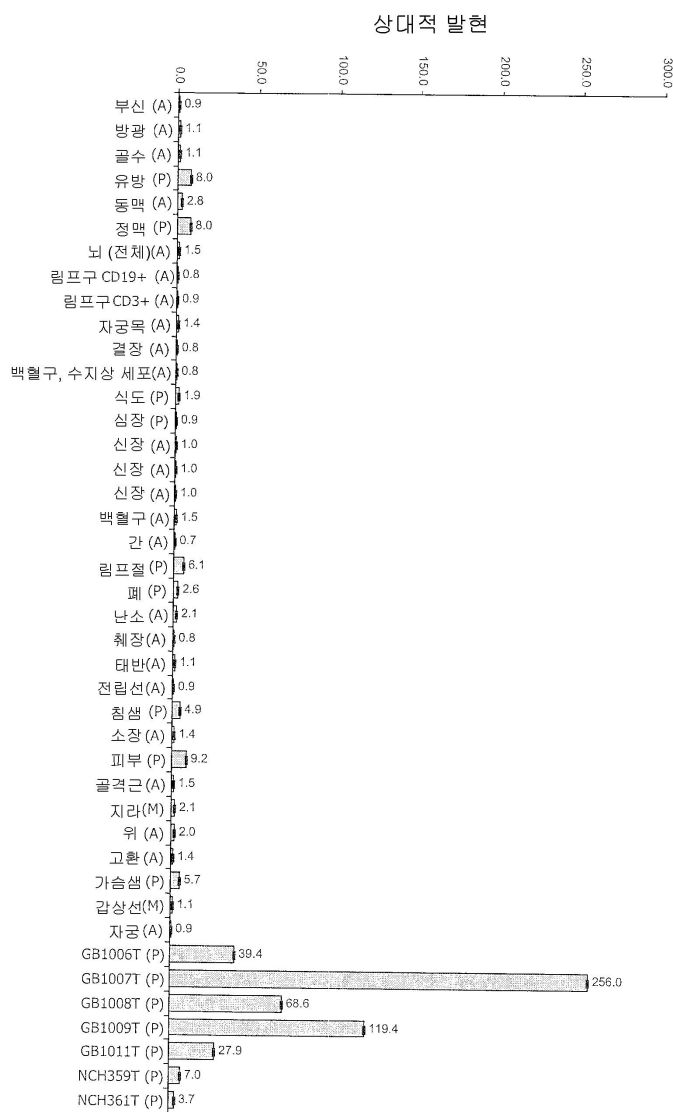 상대적 발현
0.0 50.0 100.0 150.0 200.0 250.0 300.0
부신 (A) 0.9
방광 (A) 1.1
골수 (A) 1.1
유방 (P) 8.0
동맥 (A) 2.8
정맥 (P) 8.0
뇌 (전체)(A) 1.5
림프구 CD19+ (A) 0.8
림프구CD3+ (A) 0.9
자궁목 (A) 1.4
결장 (A) 0.8
백혈구, 수지상 세포(A) 0.8
식도 (P) 1.9
심장 (P) 0.9
신장 (A) 1.0
신장 (A) 1.0
신장 (A) 1.0
백혈구 (A) 1.5
간 (A) 0.7
림프절 (P) 6.1
폐 (P) 2.6
난소 (A) 2.1
췌장 (A) 0.8
태반(A) 1.1
전립선(A) 0.9
침샘 (P) 4.9
소장 (A) 1.4
피부 (P) 9.2
골격근 (A) 1.5
지라(M) 2.1
위 (A) 2.0
고환 (A) 1.4
가슴샘 (P) 5.7
갑상선(M) 1.1
자궁 (A) 0.9
GB1006T (P) 39.4
GB1007T (P) 256.0
GB1008T (P) 68.6
GB1009T (P) 119.4
GB1011T (P) 27.9
NCH359T (P) 7.0
NCH361T (P) 3.7